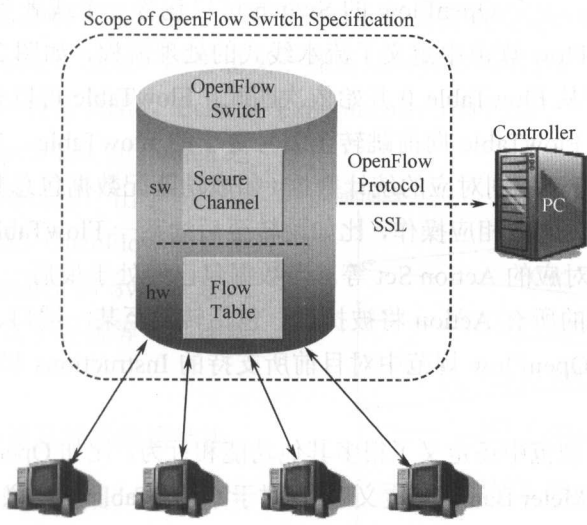 Scope of OpenFlow Switch Specification
OpenFlow
Switch
Controller
OpenFlow
Protocol
SSL
PC
sw
Secure
Channel
hw
Flow
Table